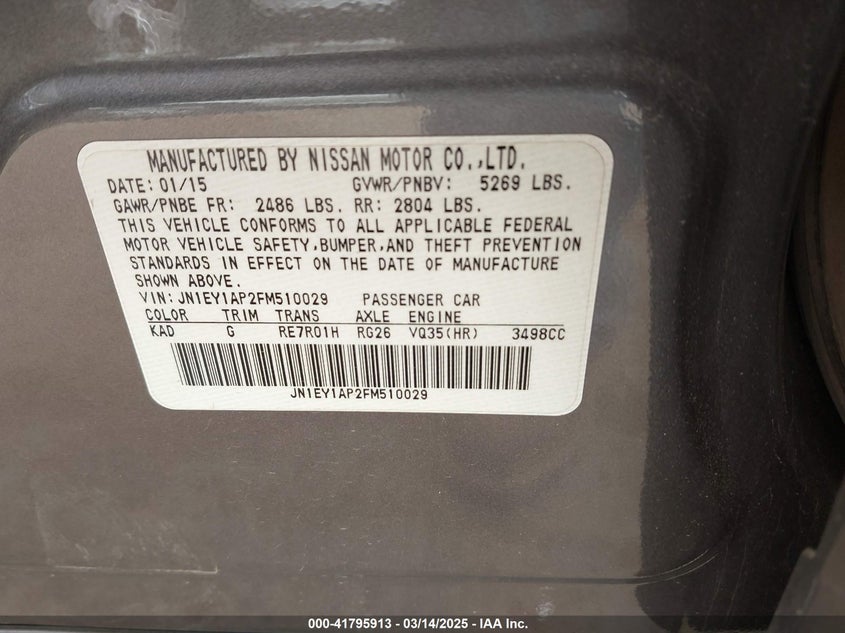 MANUFACTURED BY NISSAN MOTOR CO.,LTD.
DATE: 01/15 GVWR/PNBV: 5269 LBS.
GAWR/PNBE FR: 2486 LBS. RR: 2804 LBS.
THIS VEHICLE CONFORMS TO ALL APPLICABLE FEDERAL
MOTOR VEHICLE SAFETY,BUMPER,AND THEFT PREVENTION
STANDARDS IN EFFECT ON THE DATE OF MANUFACTURE
SHOWN ABOVE.
VIN: JN1EY1AP2FM510029 PASSENGER CAR
COLOR TRIM TRANS AXLE ENGINE
KAD G RE7R01H RG26 VQ35(HR) 3498CC
JN1EY1AP2FM510029
000-41795913 - 03/14/2025 - IAA Inc.